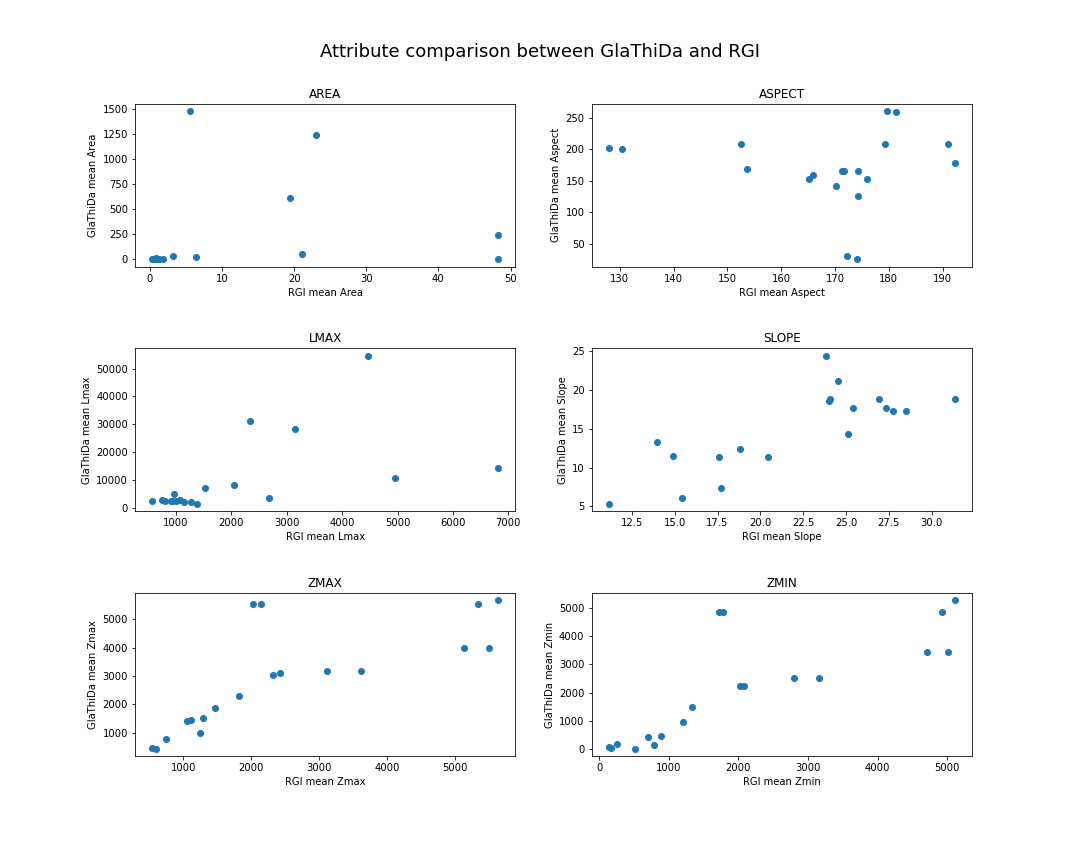 Attribute comparison between GlaThiDa and RGI
AREA
GlaThiDa mean Area
1500
1250
1000
750
500
250
0
0 10 20 30 40 50
RGI mean Area
ASPECT
GlaThiDa mean Aspect
250
200
150
100
50
130 140 150 160 170 180 190
RGI mean Aspect
LMAX
GlaThiDa mean Lmax
50000
40000
30000
20000
10000
0
1000 2000 3000 4000 5000 6000 7000
RGI mean Lmax
SLOPE
GlaThiDa mean Slope
25
20
15
10
5
12.5 15.0 17.5 20.0 22.5 25.0 27.5 30.0
RGI mean Slope
ZMAX
GlaThiDa mean Zmax
5000
4000
3000
2000
1000
1000 2000 3000 4000 5000
RGI mean Zmax
ZMIN
GlaThiDa mean Zmin
5000
4000
3000
2000
1000
0
0 1000 2000 3000 4000 5000
RGI mean Zmin